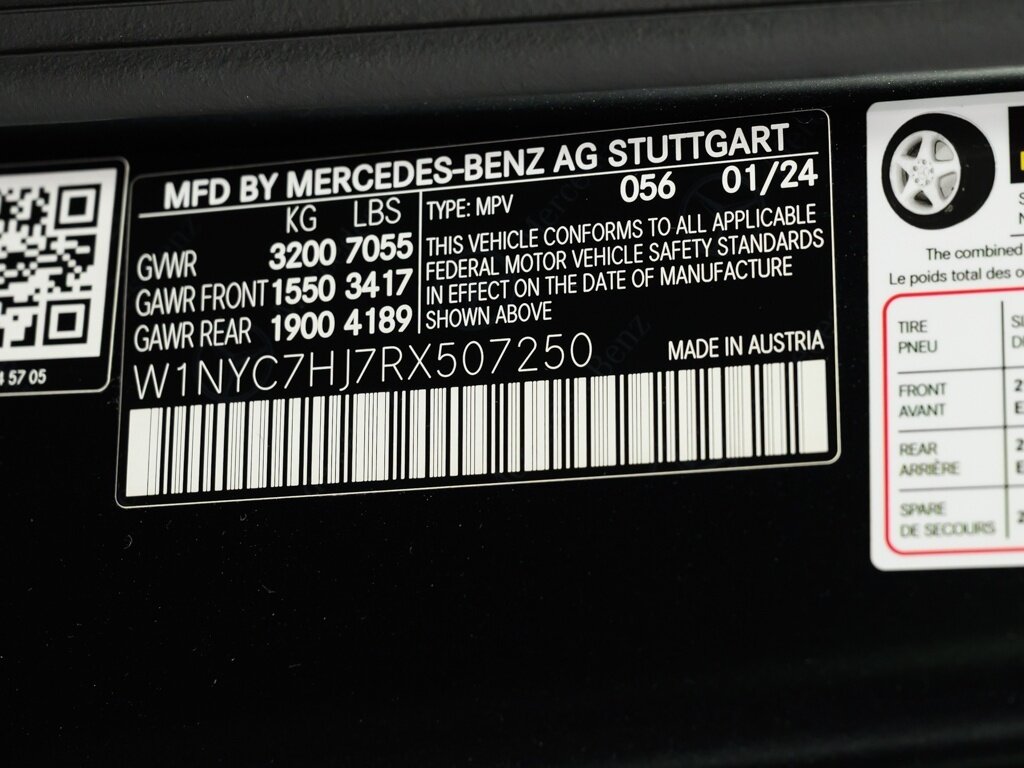 MFD BY MERCEDES-BENZ AG STUTTGART
KG LBS
GVWR 3200 7055
GAWR FRONT 1550 3417
GAWR REAR 1900 4189
TYPE: MPV 056 01/24
THIS VEHICLE CONFORMS TO ALL APPLICABLE
FEDERAL MOTOR VEHICLE SAFETY STANDARDS
IN EFFECT ON THE DATE OF MANUFACTURE
SHOWN ABOVE
W1NYC7HJ7RX507250
MADE IN AUSTRIA
5 05
The combined
Le poids total des
TIRE
PNEU
FRONT
AVANT
REAR
ARRIÈRE
SPARE
DE SECOURS